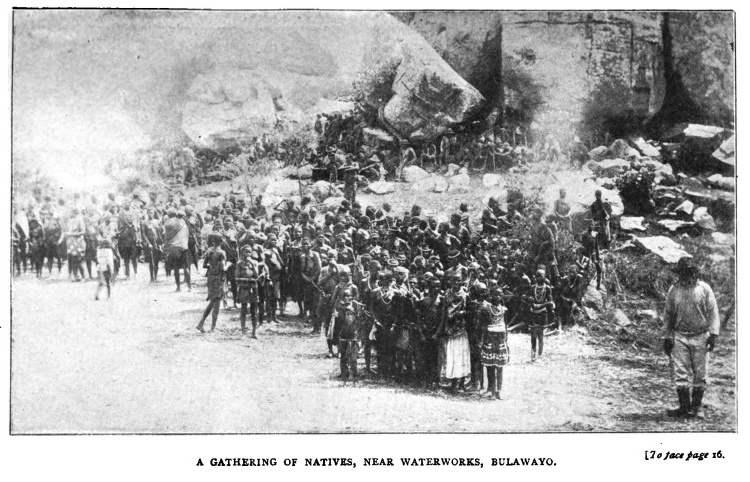 A GATHERING OF NATIVES, NEAR WATERWORKS, BULAWAYO.
[To face page 16.